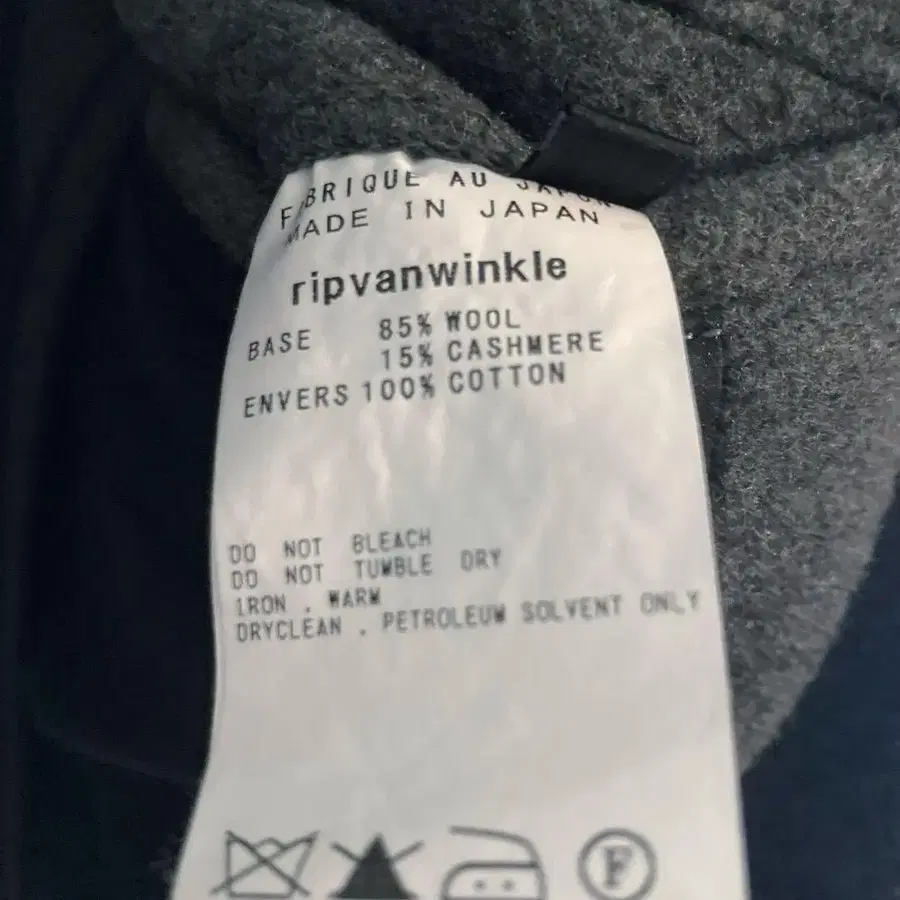 FABRIQUE AU JAPON
MADE IN JAPAN
ripvanwinkle
BASE 85% WOOL
15% CASHMERE
ENVERS 100% COTTON
DO NOT BLEACH
DO NOT TUMBLE DRY
IRON . WARM
DRYCLEAN . PETROLEUM SOLVENT ONLY
F